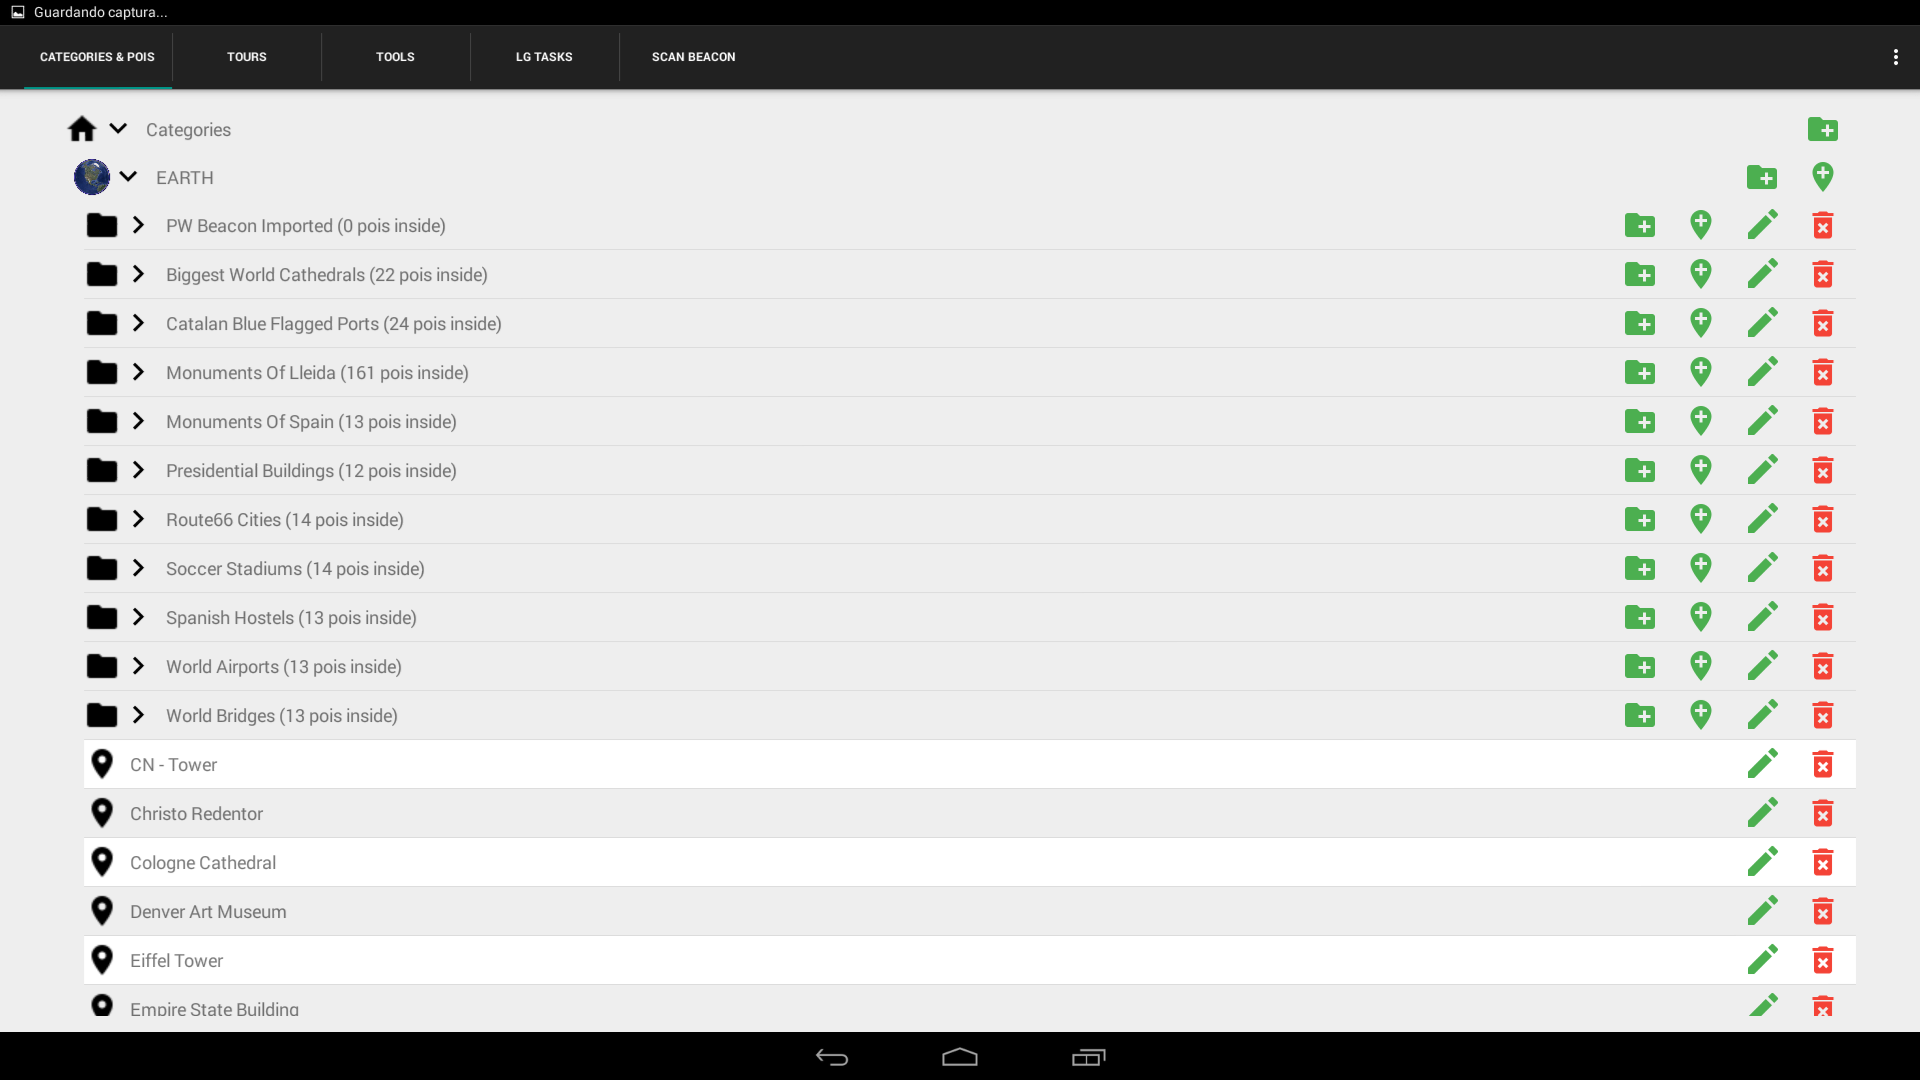 Guardando captura...
CATEGORIES & POIS
TOURS
TOOLS
LG TASKS
SCAN BEACON
Categories
EARTH
PW Beacon Imported (0 pois inside)
Biggest World Cathedrals (22 pois inside)
Catalan Blue Flagged Ports (24 pois inside)
Monuments Of Lleida (161 pois inside)
Monuments Of Spain (13 pois inside)
Presidential Buildings (12 pois inside)
Route66 Cities (14 pois inside)
Soccer Stadiums (14 pois inside)
Spanish Hostels (13 pois inside)
World Airports (13 pois inside)
World Bridges (13 pois inside)
CN - Tower
Christo Redentor
Cologne Cathedral
Denver Art Museum
Eiffel Tower
Empire State Building